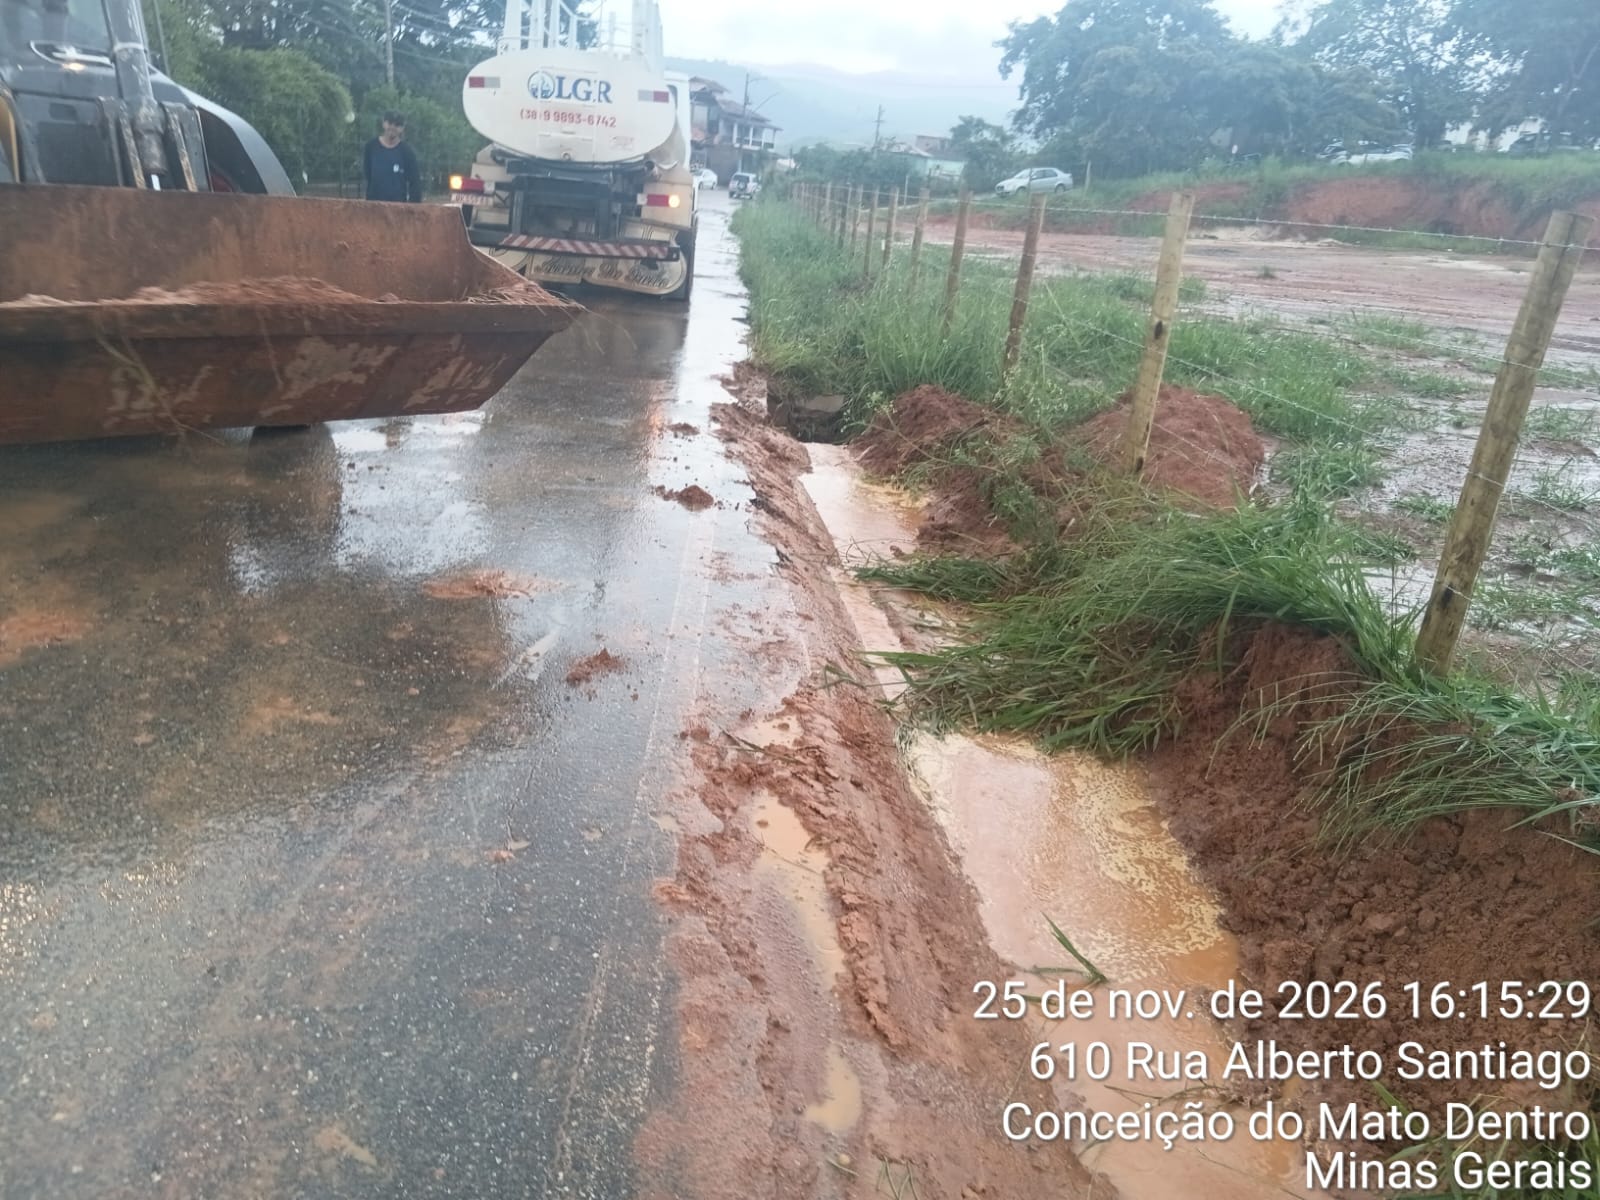 LGR
(38) 9 9893-6742
25 de nov. de 2026 16:15:29
610 Rua Alberto Santiago
Conceição do Mato Dentro
Minas Gerais